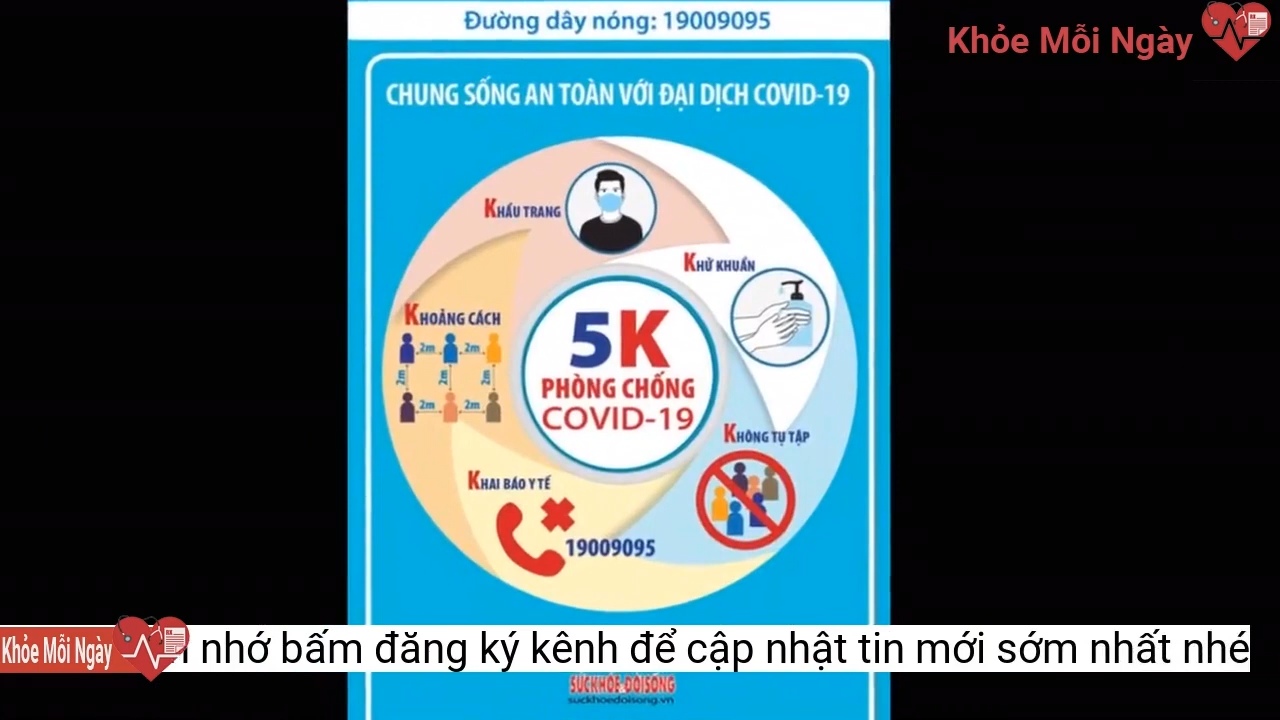 Đường dây nóng: 19009095
Khỏe Mỗi Ngày
CHUNG SỐNG AN TOÀN VỚI ĐẠI DỊCH COVID-19
KHẨU TRANG
KHỬ KHUẨN
KHOẢNG CÁCH
2m 2m
2m 2m 2m
2m 2m
5K
PHÒNG CHỐNG
COVID-19
KHÔNG TỤ TẬP
KHAI BÁO Y TẾ
19009095
Khỏe Mỗi Ngày
nhớ bấm đăng ký kênh để cập nhật tin mới sớm nhất nhé
SỨCKHỎE ĐỜISỐNG
suckhoedoisong.vn